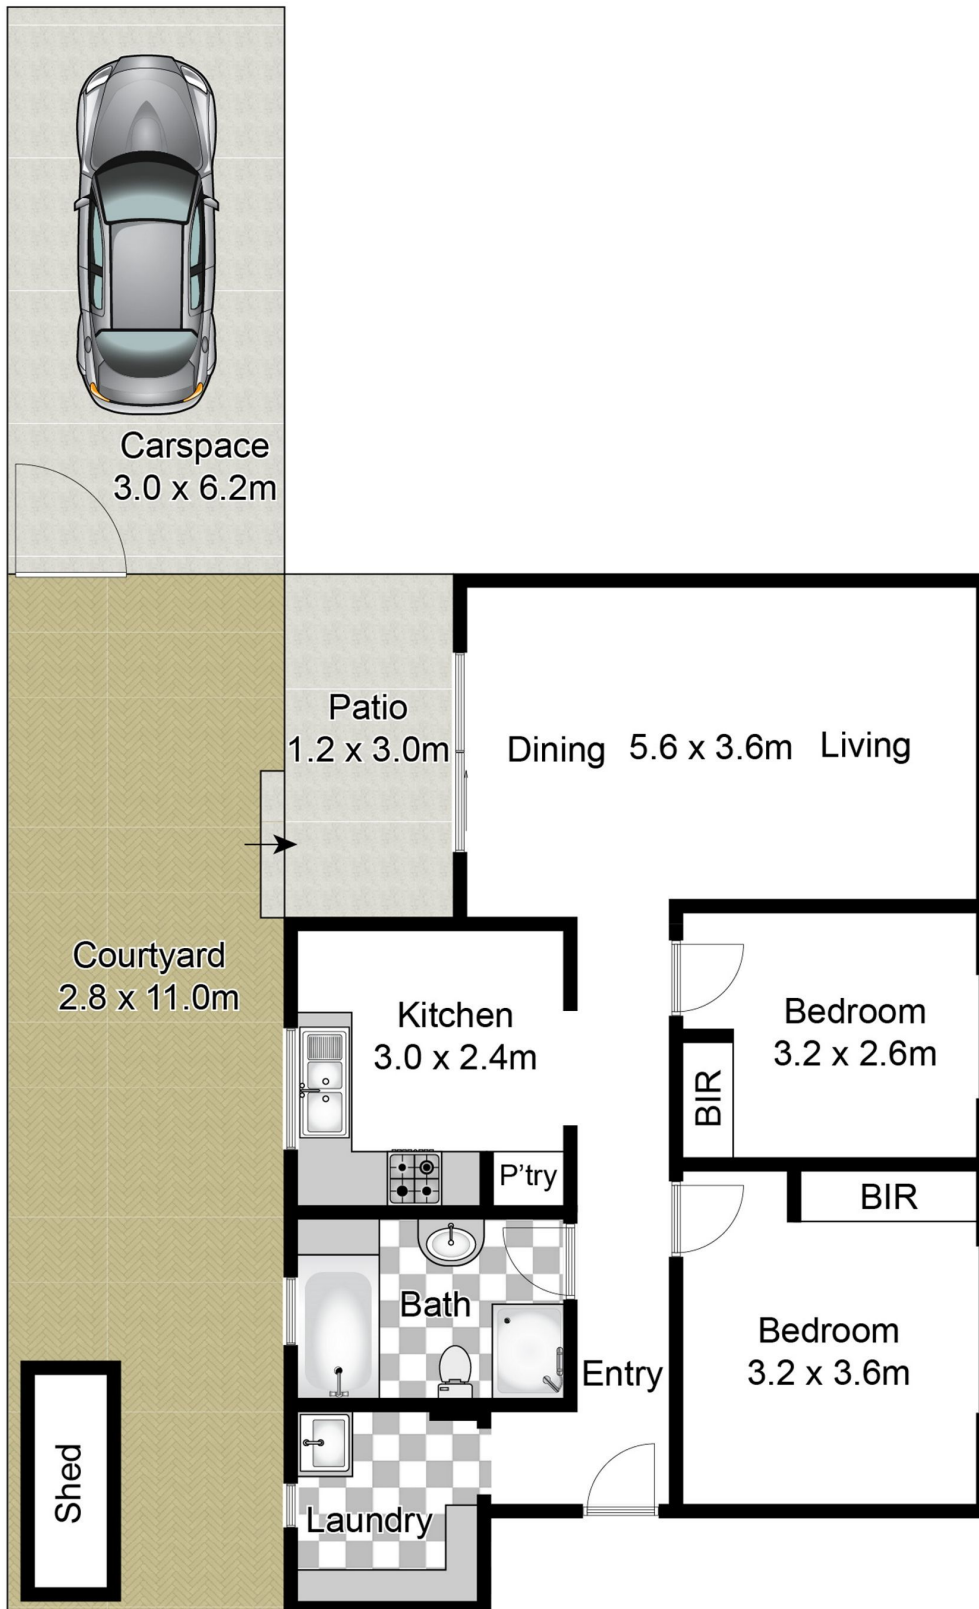 Carspace
3.0 x 6.2m
Patio
1.2 x 3.0m
Dining 5.6 x 3.6m Living
Courtyard
2.8 x 11.0m
Kitchen
3.0 x 2.4m
Bedroom
3.2 x 2.6m
BIR
P'try
BIR
Bath
Bedroom
3.2 x 3.6m
Entry
Shed
Laundry